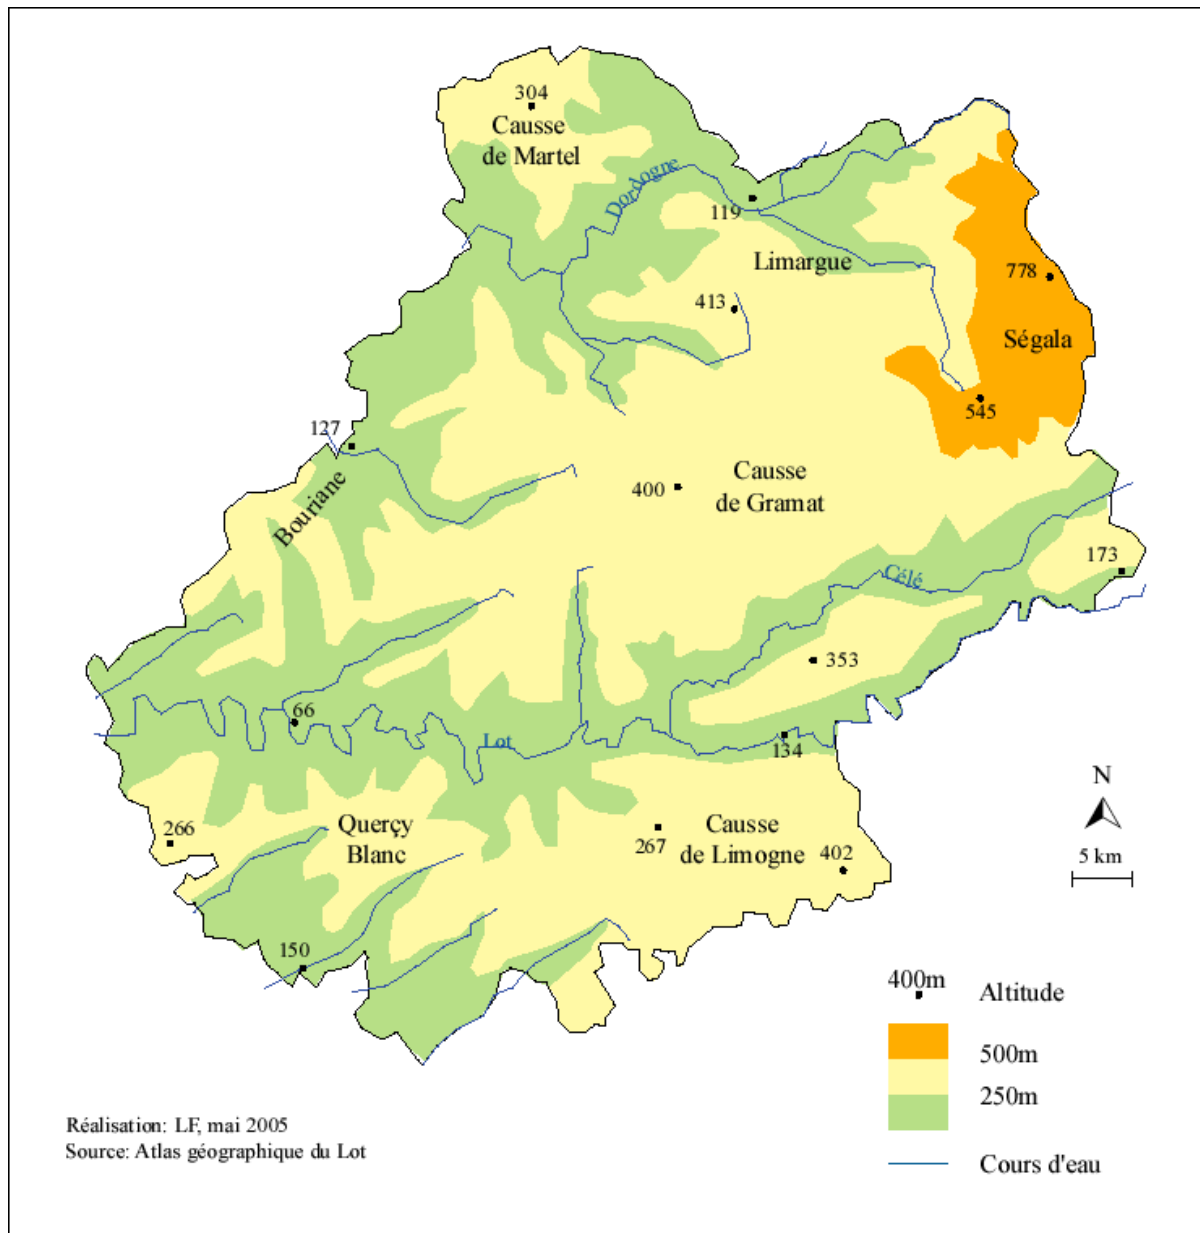 304
Causse
de Martel
Dordogne
119
Limargue
778
413
Ségala
545
127
Bouriane
400
Causse
de Gramat
173
Célé
353
66
Lot
134
266
Querçy
Blanc
267
Causse
de Limogne
402
N
5 km
150
400m
Altitude
500m
250m
Cours d'eau
Réalisation: LF, mai 2005
Source: Atlas géographique du Lot